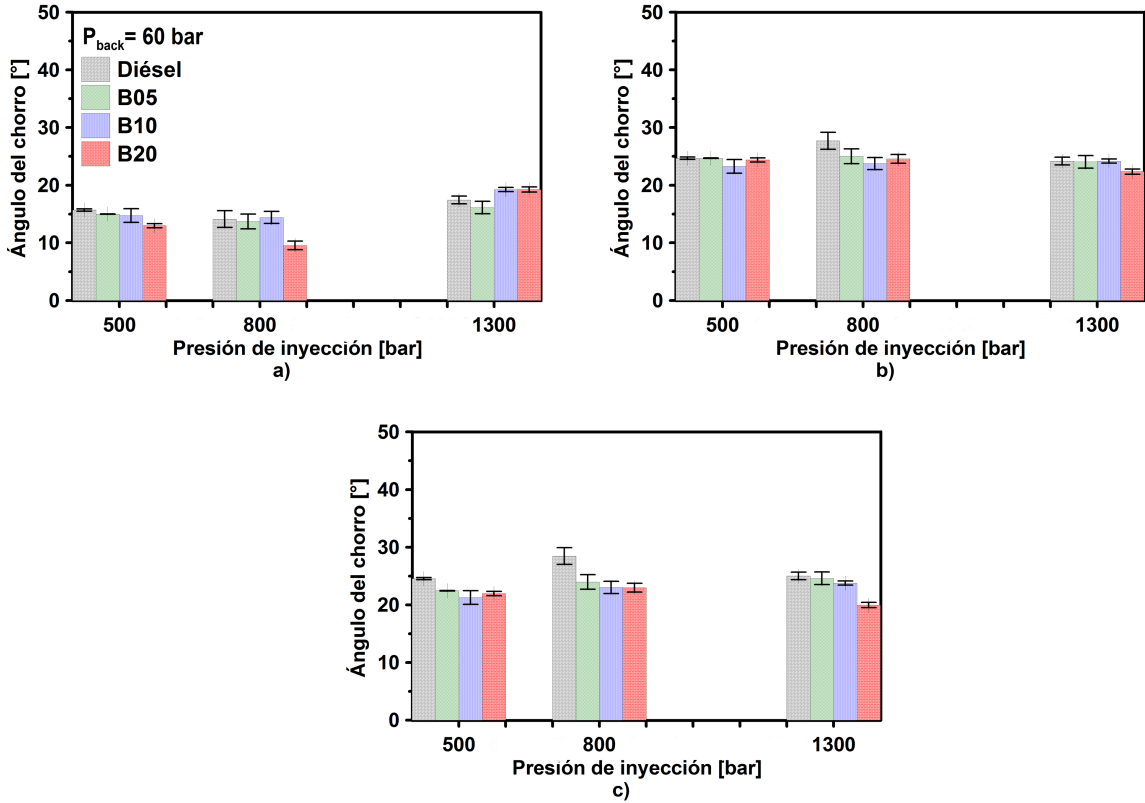 50
40
30
20
10
0
Ángulo del chorro [°]
P_back= 60 bar
Diésel
B05
B10
B20
500 800 1300
Presión de inyección [bar]
a)
50
40
30
20
10
0
Ángulo del chorro [°]
500 800 1300
Presión de inyección [bar]
b)
50
40
30
20
10
0
Ángulo del chorro [°]
500 800 1300
Presión de inyección [bar]
c)